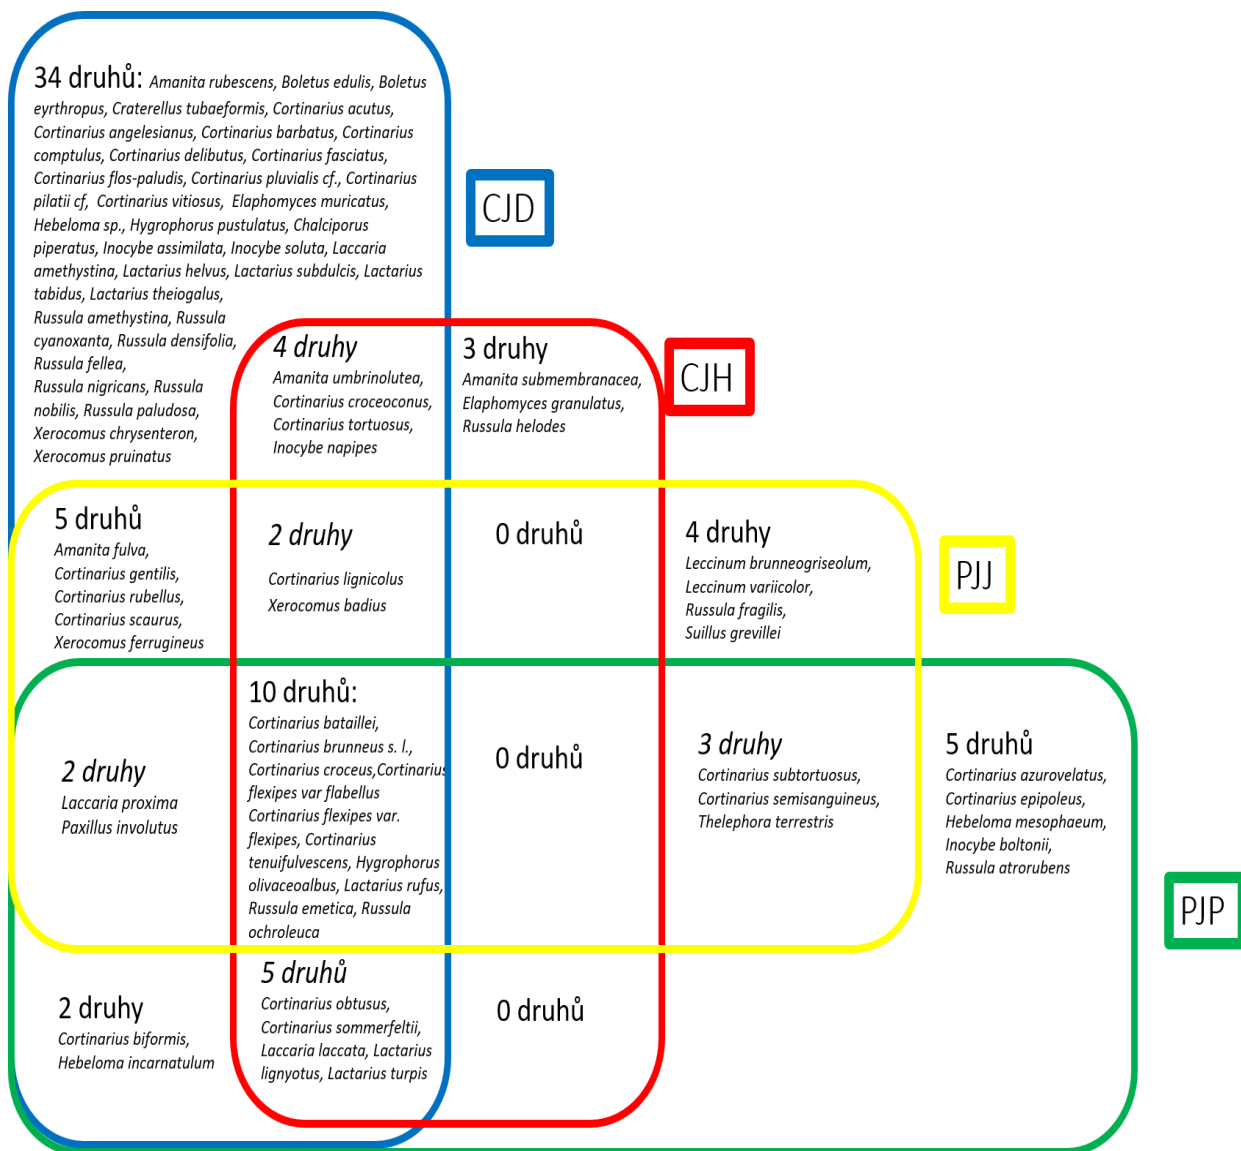 34 druhů: Amanita rubescens, Boletus edulis, Boletus
eyrthropus, Craterellus tubaeformis, Cortinarius acutus,
Cortinarius angelesianus, Cortinarius barbatus, Cortinarius
comptulus, Cortinarius delibutus, Cortinarius fasciatus,
Cortinarius flos-paludis, Cortinarius pluvialis cf., Cortinarius
pilatii cf, Cortinarius vitiosus, Elaphomyces muricatus,
Hebeloma sp., Hygrophorus pustulatus, Chalciporus
piperatus, Inocybe assimilata, Inocybe soluta, Laccaria
amethystina, Lactarius helvus, Lactarius subdulcis, Lactarius
tabidus, Lactarius theiogalus,
Russula amethystina, Russula
cyanoxanta, Russula densifolia,
Russula fellea,
Russula nigricans, Russula
nobilis, Russula paludosa,
Xerocomus chrysenteron,
Xerocomus pruinatus
CJD
4 druhy
Amanita umbrinolutea,
Cortinarius croceoconus,
Cortinarius tortuosus,
Inocybe napipes
3 druhy
Amanita submembranacea,
Elaphomyces granulatus,
Russula helodes
CJH
5 druhů
Amanita fulva,
Cortinarius gentilis,
Cortinarius rubellus,
Cortinarius scaurus,
Xerocomus ferrugineus
2 druhy
Cortinarius lignicolus
Xerocomus badius
0 druhů
4 druhy
Leccinum brunneogriseolum,
Leccinum variicolor,
Russula fragilis,
Suillus grevillei
PJJ
2 druhy
Laccaria proxima
Paxillus involutus
10 druhů:
Cortinarius bataillei,
Cortinarius brunneus s. l.,
Cortinarius croceus,Cortinarius
flexipes var flabellus
Cortinarius flexipes var.
flexipes, Cortinarius
tenuifulvescens, Hygrophorus
olivaceoalbus, Lactarius rufus,
Russula emetica, Russula
ochroleuca
0 druhů
3 druhy
Cortinarius subtortuosus,
Cortinarius semisanguineus,
Thelephora terrestris
5 druhů
Cortinarius azurovelatus,
Cortinarius epipoleus,
Hebeloma mesophaeum,
Inocybe boltonii,
Russula atrorubens
PJP
2 druhy
Cortinarius biformis,
Hebeloma incarnatulum
5 druhů
Cortinarius obtusus,
Cortinarius sommerfeltii,
Laccaria laccata, Lactarius
lignyotus, Lactarius turpis
0 druhů